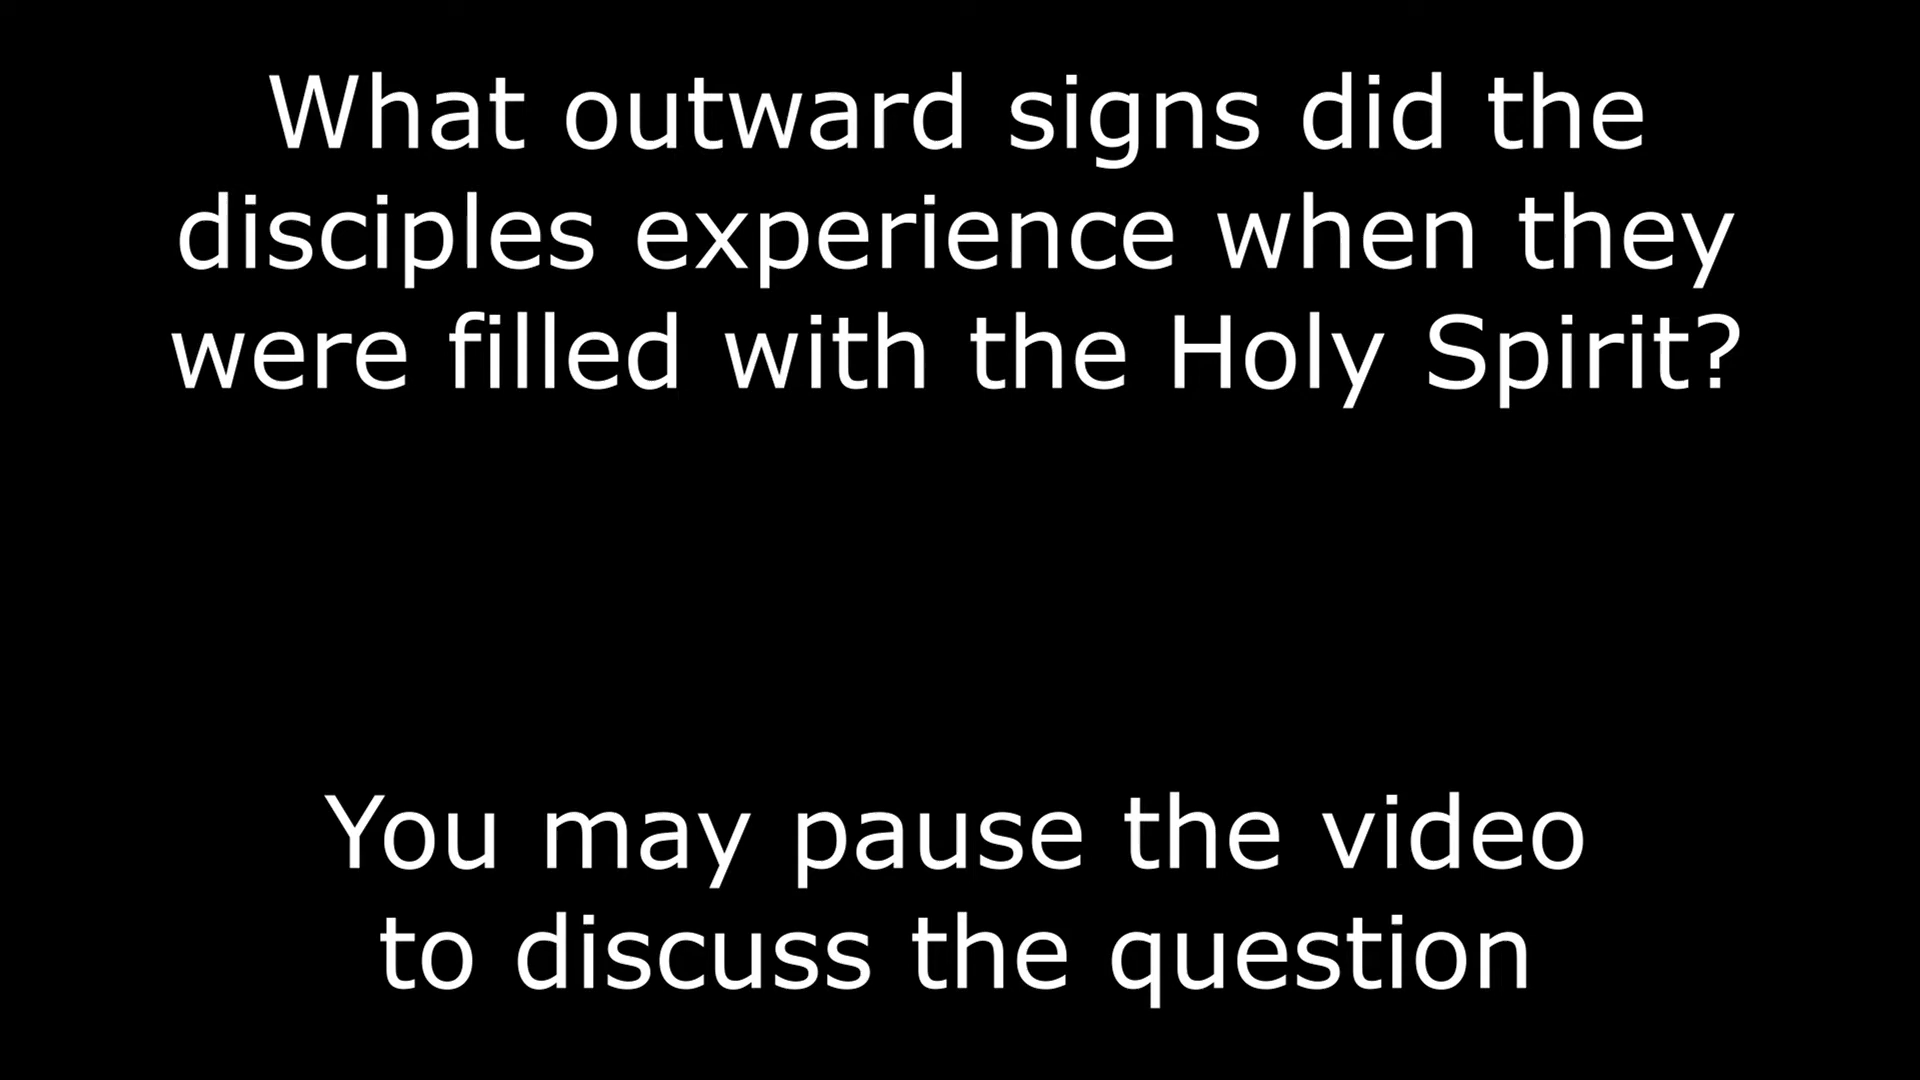 What outward signs did the
disciples experience when they
were filled with the Holy Spirit?
You may pause the video
to discuss the question